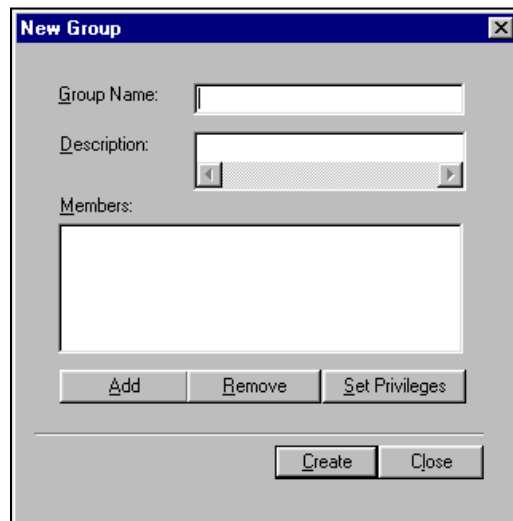 New Group
Group Name:
Description:
Members:
Add Remove Set Privileges
Create Close